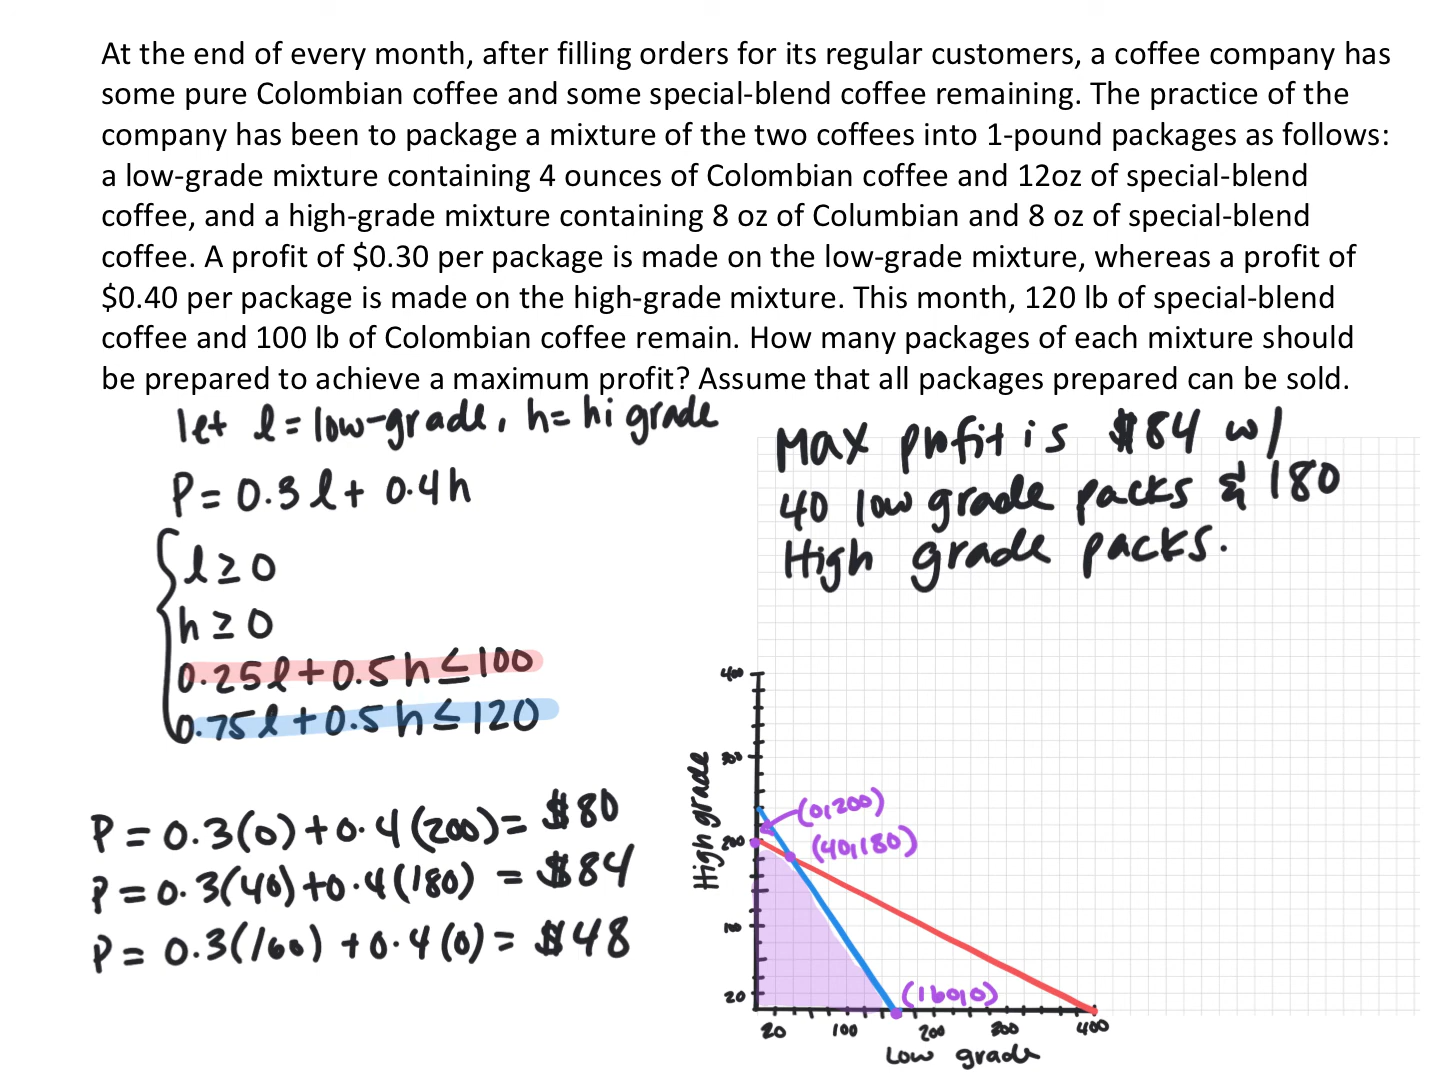 At the end of every month, after filling orders for its regular customers, a coffee company has
some pure Colombian coffee and some special-blend coffee remaining. The practice of the
company has been to package a mixture of the two coffees into 1-pound packages as follows:
a low-grade mixture containing 4 ounces of Colombian coffee and 12oz of special-blend
coffee, and a high-grade mixture containing 8 oz of Columbian and 8 oz of special-blend
coffee. A profit of $0.30 per package is made on the low-grade mixture, whereas a profit of
$0.40 per package is made on the high-grade mixture. This month, 120 lb of special-blend
coffee and 100 lb of Colombian coffee remain. How many packages of each mixture should
be prepared to achieve a maximum profit? Assume that all packages prepared can be sold.
let l = low-grade, h= hi grade
P = 0.3 l + 0.4h
l ≥ 0
h ≥ 0
0.25l + 0.5h ≤ 100
0.75l + 0.5h ≤ 120
P = 0.3(0) + 0.4(200) = $80
P = 0.3(40) + 0.4(180) = $84
P = 0.3(160) + 0.4(0) = $48
Max profit is $84 w/
40 low grade packs & 180
High grade packs.
400
300
200
100
20
High grade
(0,200)
(40,180)
(160,0)
20 100 200 300 400
Low grade